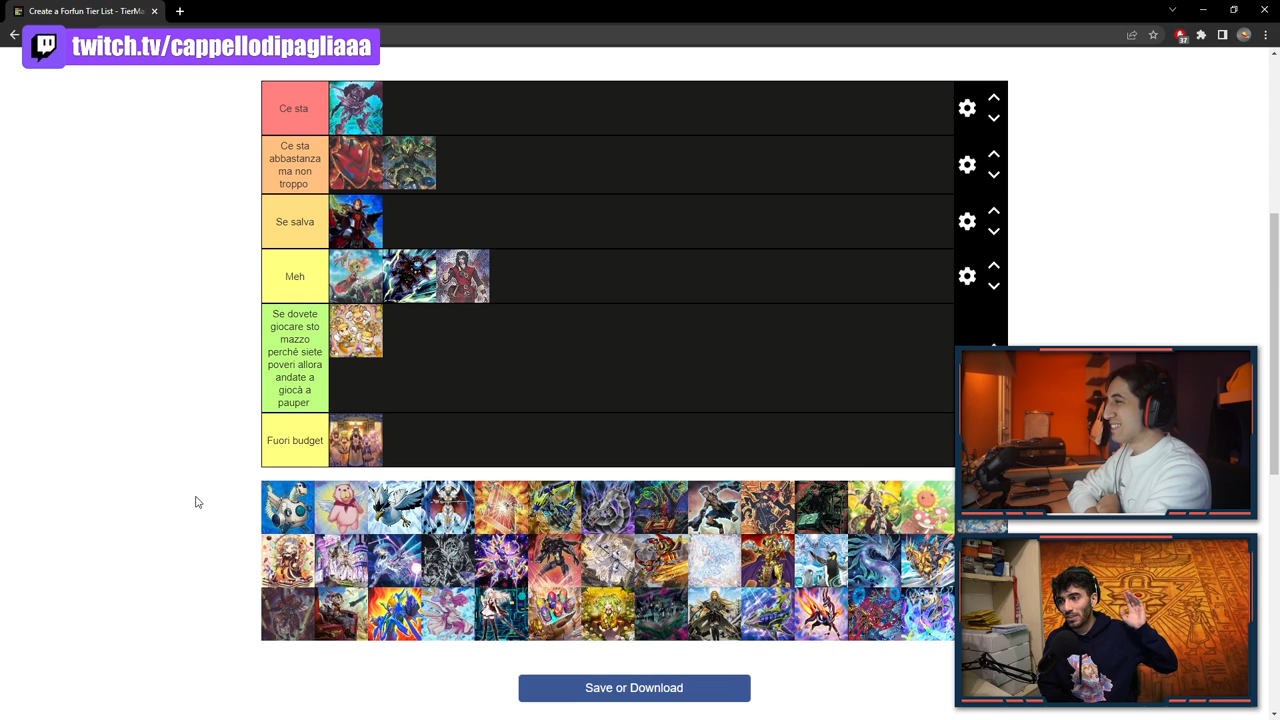 Create a Forfun Tier List - TierMa
twitch.tv/cappellodipagliaaa
37
Ce sta
Ce sta
abbastanza
ma non
troppo
Se salva
Meh
Se dovete
giocare sto
mazzo
perché siete
poveri allora
andate a
giocà a
pauper
Fuori budget
Save or Download